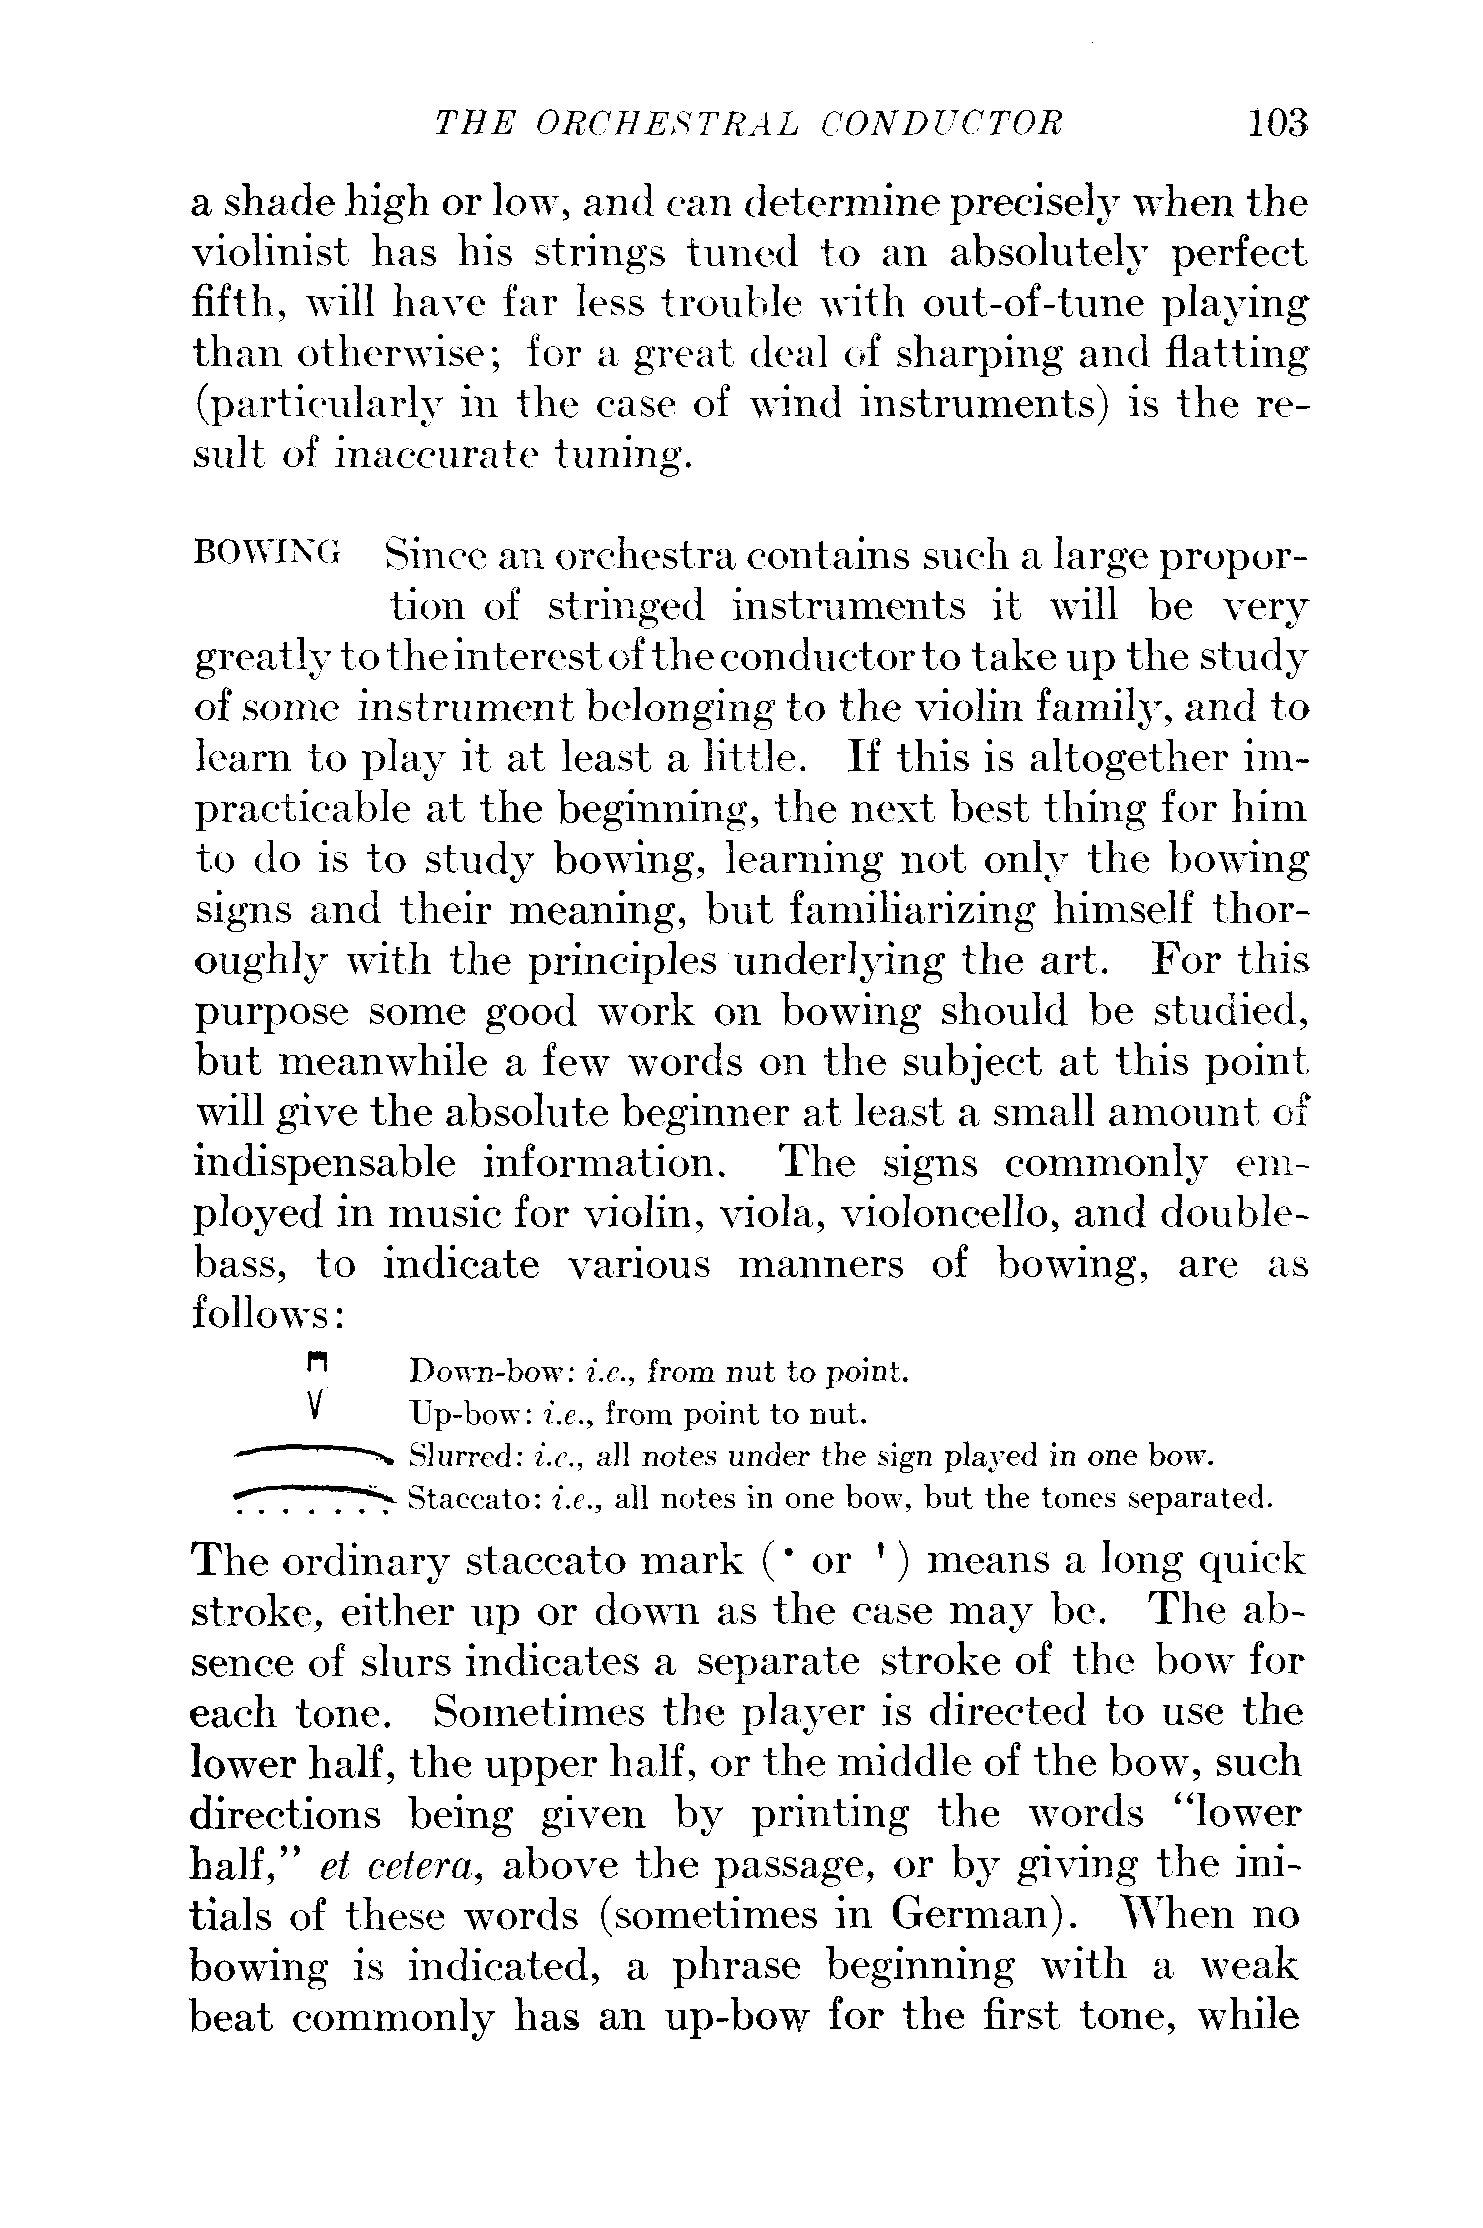 THE ORCHESTRAL CONDUCTOR 103
a shade high or low, and can determine precisely when the
violinist has his strings tuned to an absolutely perfect
fifth, will have far less trouble with out-of-tune playing
than otherwise; for a great deal of sharping and flatting
(particularly in the case of wind instruments) is the re-
sult of inaccurate tuning.
BOWING Since an orchestra contains such a large propor-
tion of stringed instruments it will be very
greatly to the interest of the conductor to take up the study
of some instrument belonging to the violin family, and to
learn to play it at least a little. If this is altogether im-
practicable at the beginning, the next best thing for him
to do is to study bowing, learning not only the bowing
signs and their meaning, but familiarizing himself thor-
oughly with the principles underlying the art. For this
purpose some good work on bowing should be studied,
but meanwhile a few words on the subject at this point
will give the absolute beginner at least a small amount of
indispensable information. The signs commonly em-
ployed in music for violin, viola, violoncello, and double-
bass, to indicate various manners of bowing, are as
follows:
Down-bow: i.e., from nut to point.
V Up-bow: i.e., from point to nut.
Slurred: i.e., all notes under the sign played in one bow.
Staccato: i.e., all notes in one bow, but the tones separated.
The ordinary staccato mark (· or ') means a long quick
stroke, either up or down as the case may be. The ab-
sence of slurs indicates a separate stroke of the bow for
each tone. Sometimes the player is directed to use the
lower half, the upper half, or the middle of the bow, such
directions being given by printing the words “lower
half,” et cetera, above the passage, or by giving the ini-
tials of these words (sometimes in German). When no
bowing is indicated, a phrase beginning with a weak
beat commonly has an up-bow for the first tone, while